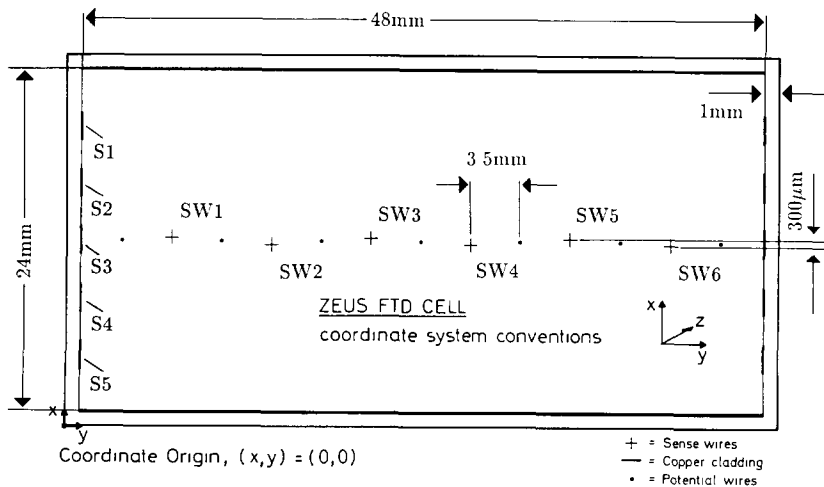 48mm
1mm
S1
3 5mm
S2
SW1
SW3
SW5
300μm
24mm
S3
SW2
SW4
SW6
S4
ZEUS FTD CELL
coordinate system conventions
x
z
y
S5
x
y
Coordinate Origin, (x,y) = (0,0)
+ = Sense wires
— = Copper cladding
• = Potential wires